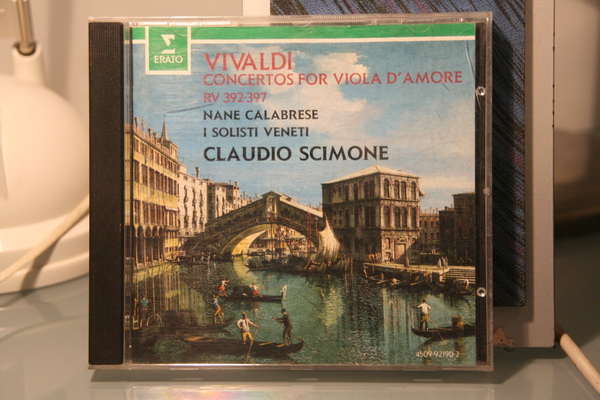 ERATO
VIVALDI
CONCERTOS FOR VIOLA D'AMORE
RV 392-397
NANE CALABRESE
I SOLISTI VENETI
CLAUDIO SCIMONE
4509-92190-2